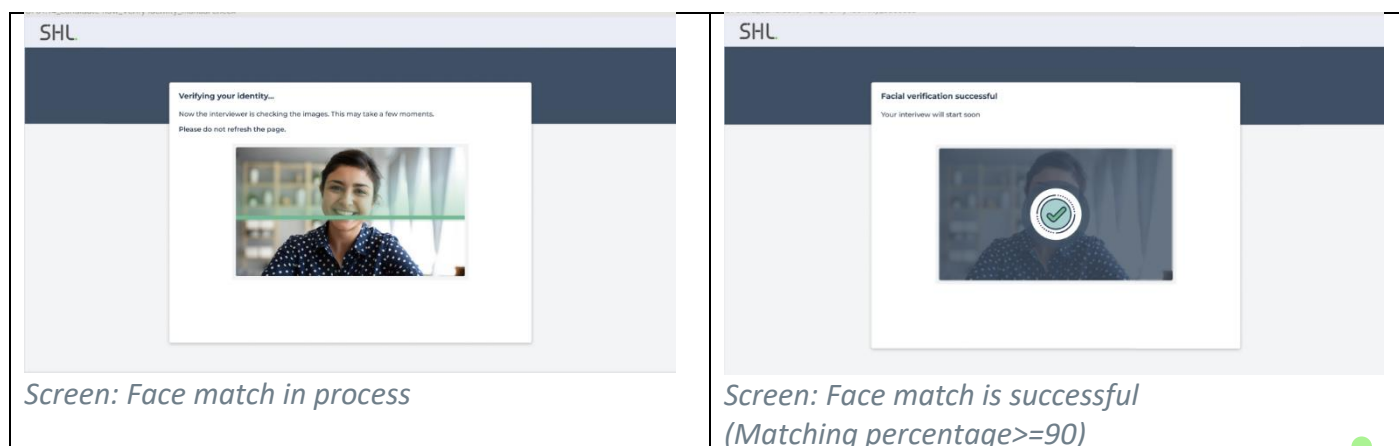 SHL.
Verifying your identity...
Now the interviewer is checking the images. This may take a few moments.
Please do not refresh the page.
Screen: Face match in process
SHL.
Facial verification successful
Your interivew will start soon
Screen: Face match is successful
(Matching percentage>=90)